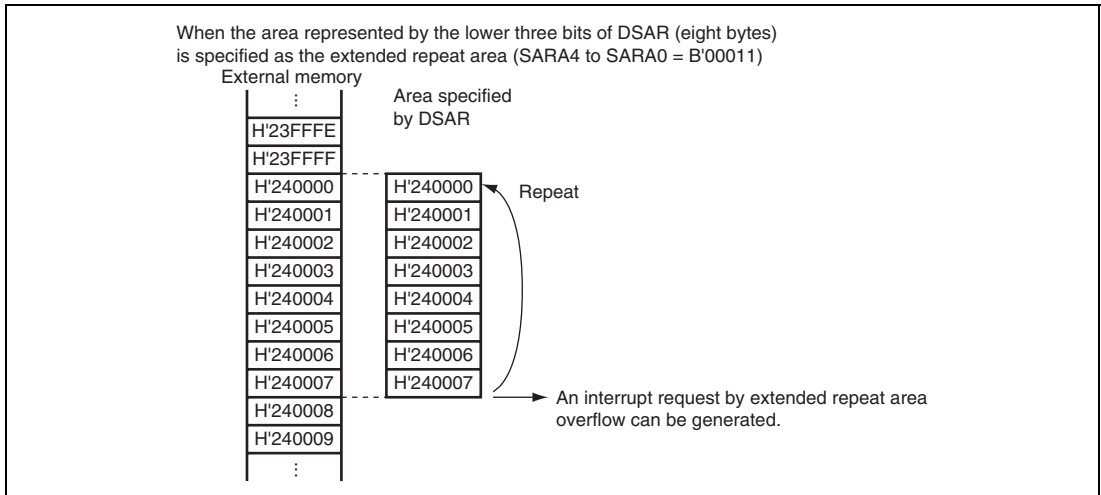 When the area represented by the lower three bits of DSAR (eight bytes)
is specified as the extended repeat area (SARA4 to SARA0 = B'00011)
External memory
Area specified
by DSAR
⋮
H'23FFFE
H'23FFFF
H'240000
H'240001
H'240002
H'240003
H'240004
H'240005
H'240006
H'240007
H'240008
H'240009
⋮
H'240000
H'240001
H'240002
H'240003
H'240004
H'240005
H'240006
H'240007
Repeat
An interrupt request by extended repeat area
overflow can be generated.